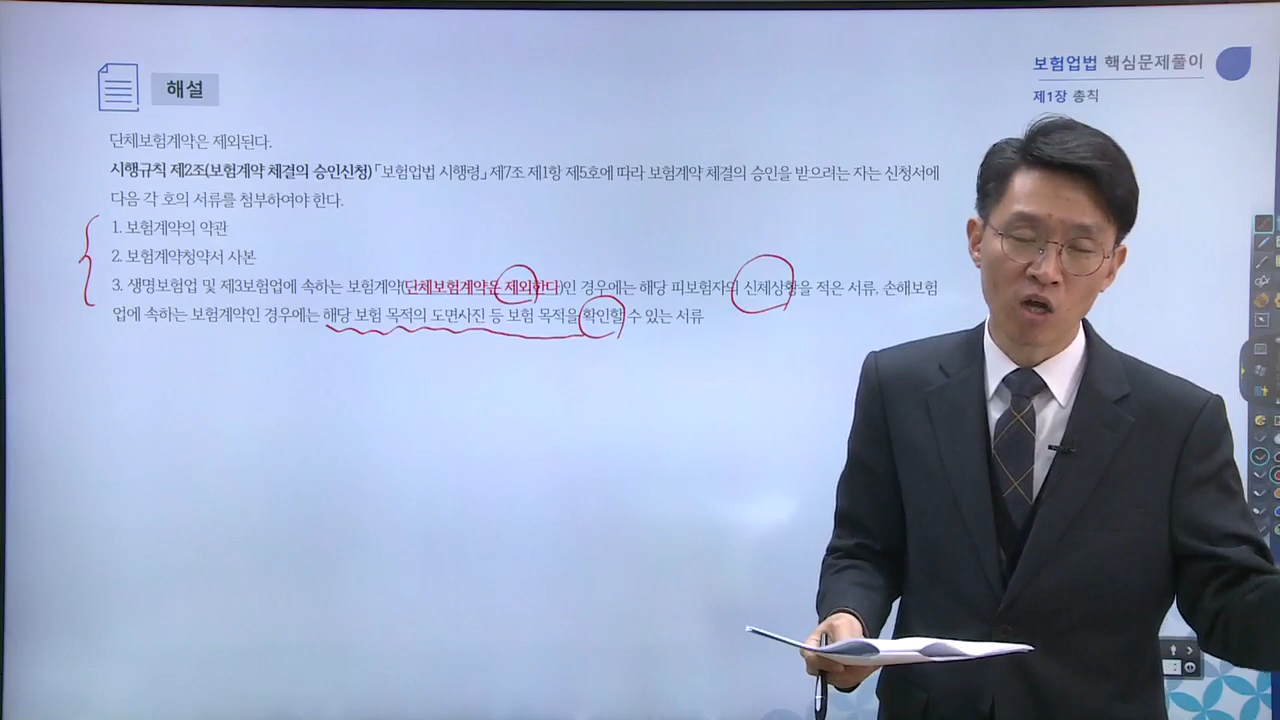 보험업법 핵심문제풀이
제1장 총칙
해설
단체보험계약은 제외된다.
시행규칙 제2조(보험계약 체결의 승인신청) 「보험업법 시행령」 제7조 제1항 제5호에 따라 보험계약 체결의 승인을 받으려는 자는 신청서에
다음 각 호의 서류를 첨부하여야 한다.
1. 보험계약의 약관
2. 보험계약청약서 사본
3. 생명보험업 및 제3보험업에 속하는 보험계약(단체보험계약은 제외한다)인 경우에는 해당 피보험자의 신체상황을 적은 서류. 손해보험
업에 속하는 보험계약인 경우에는 해당 보험 목적의 도면사진 등 보험 목적을 확인할 수 있는 서류